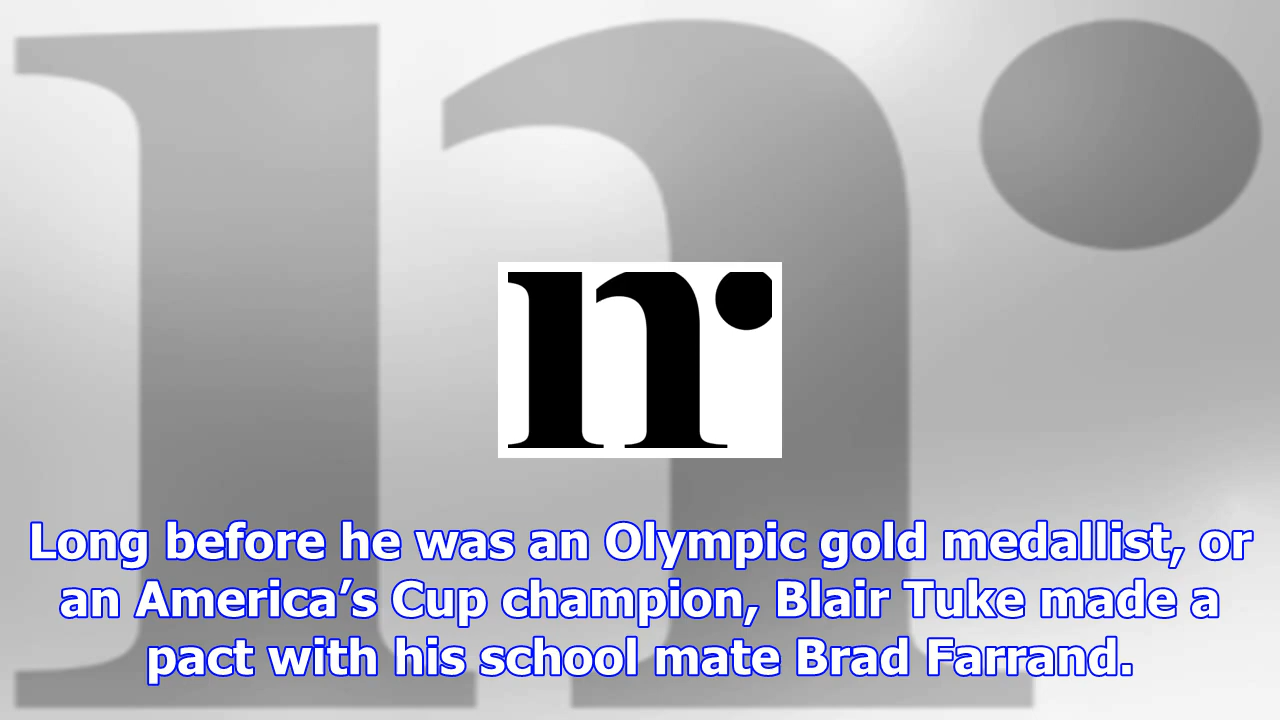 n
Long before he was an Olympic gold medallist, or
an America’s Cup champion, Blair Tuke made a
pact with his school mate Brad Farrand.